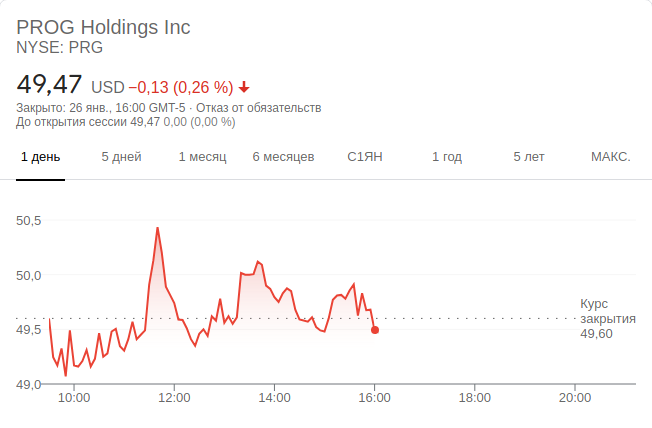 PROG Holdings Inc
NYSE: PRG
49,47 USD −0,13 (0,26 %)
Закрыто: 26 янв., 16:00 GMT-5 · Отказ от обязательств
До открытия сессии 49,47 0,00 (0,00 %)
1 день 5 дней 1 месяц 6 месяцев С1ЯН 1 год 5 лет МАКС.
50,5
50,0
49,5
49,0
Курс
закрытия
49,60
10:00 12:00 14:00 16:00 18:00 20:00